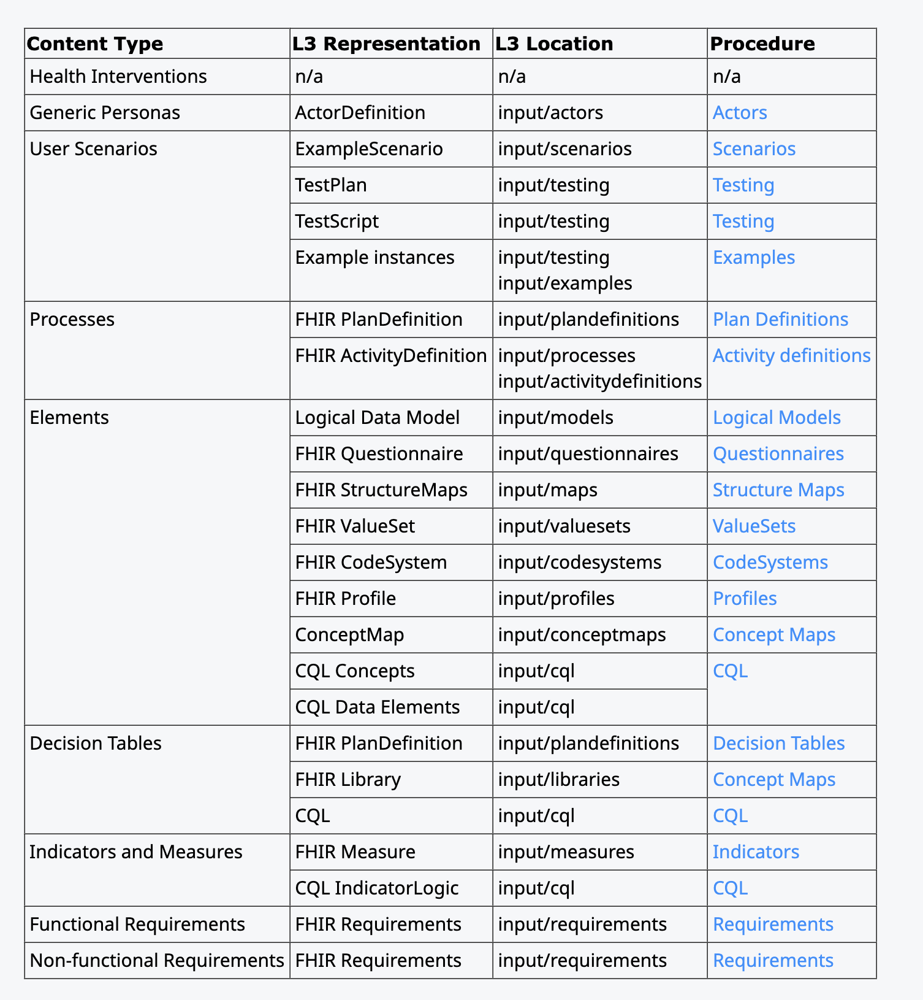 Content Type L3 Representation L3 Location Procedure
Health Interventions n/a n/a n/a
Generic Personas ActorDefinition input/actors Actors
User Scenarios ExampleScenario input/scenarios Scenarios
TestPlan input/testing Testing
TestScript input/testing Testing
Example instances input/testing Examples
input/examples
Processes FHIR PlanDefinition input/plandefinitions Plan Definitions
FHIR ActivityDefinition input/processes Activity definitions
input/activitydefinitions
Elements Logical Data Model input/models Logical Models
FHIR Questionnaire input/questionnaires Questionnaires
FHIR StructureMaps input/maps Structure Maps
FHIR ValueSet input/valuesets ValueSets
FHIR CodeSystem input/codesystems CodeSystems
FHIR Profile input/profiles Profiles
ConceptMap input/conceptmaps Concept Maps
CQL Concepts input/cql CQL
CQL Data Elements input/cql
Decision Tables FHIR PlanDefinition input/plandefinitions Decision Tables
FHIR Library input/libraries Concept Maps
CQL input/cql CQL
Indicators and Measures FHIR Measure input/measures Indicators
CQL IndicatorLogic input/cql CQL
Functional Requirements FHIR Requirements input/requirements Requirements
Non-functional Requirements FHIR Requirements input/requirements Requirements